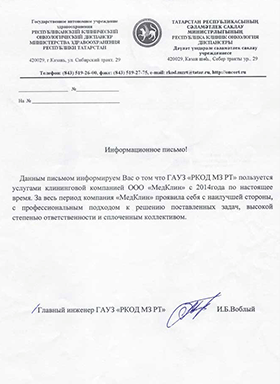 Государственное автономное учреждение
здравоохранения
РЕСПУБЛИКАНСКИЙ КЛИНИЧЕСКИЙ
ОНКОЛОГИЧЕСКИЙ ДИСПАНСЕР
МИНИСТЕРСТВА ЗДРАВООХРАНЕНИЯ
РЕСПУБЛИКИ ТАТАРСТАН
420029, г Казань, ул. Сибирский тракт, 29
ТАТАРСТАН РЕСПУБЛИКАСЫНЫҢ
СӘЛАМӘТЛЕК САКЛАУ
МИНИСТРЛЫГЫНЫҢ
РЕСПУБЛИКА КЛИНИК ОНКОЛОГИЯ
ДИСПАНСЕРЫ
Дәүләт автономияле сәламәтлек саклау
учреждениесе
420029, Казан шәһ., Себер тракты ур., 29
Телефон: (843) 519-26-00, факс: (843) 519-27-75, e-mail: rkod.mzrt@tatar.ru, http://oncort.ru
№
На №
Информационное письмо!
Данным письмом информируем Вас о том что ГАУЗ «РКОД МЗ РТ» пользуется
услугами клининговой компанией ООО «МедКлин» с 2014года по настоящее
время. За весь период компания «МедКлин» проявила себя с наилучшей стороны,
с профессиональным подходом к решению поставленных задач, высокой
степенью ответственности и сплоченным коллективом.
Главный инженер ГАУЗ «РКОД МЗ РТ» И.Б.Воблый